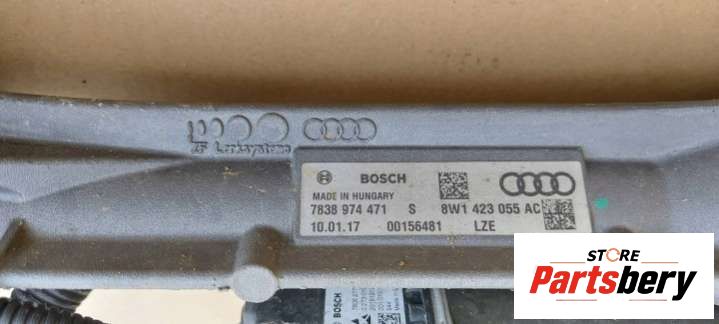 ZF Lenksysteme
BOSCH
MADE IN HUNGARY
7838 974 471 S 8W1 423 055 AC
10.01.17 00156481 LZE
BOSCH
STORE
Partsbery